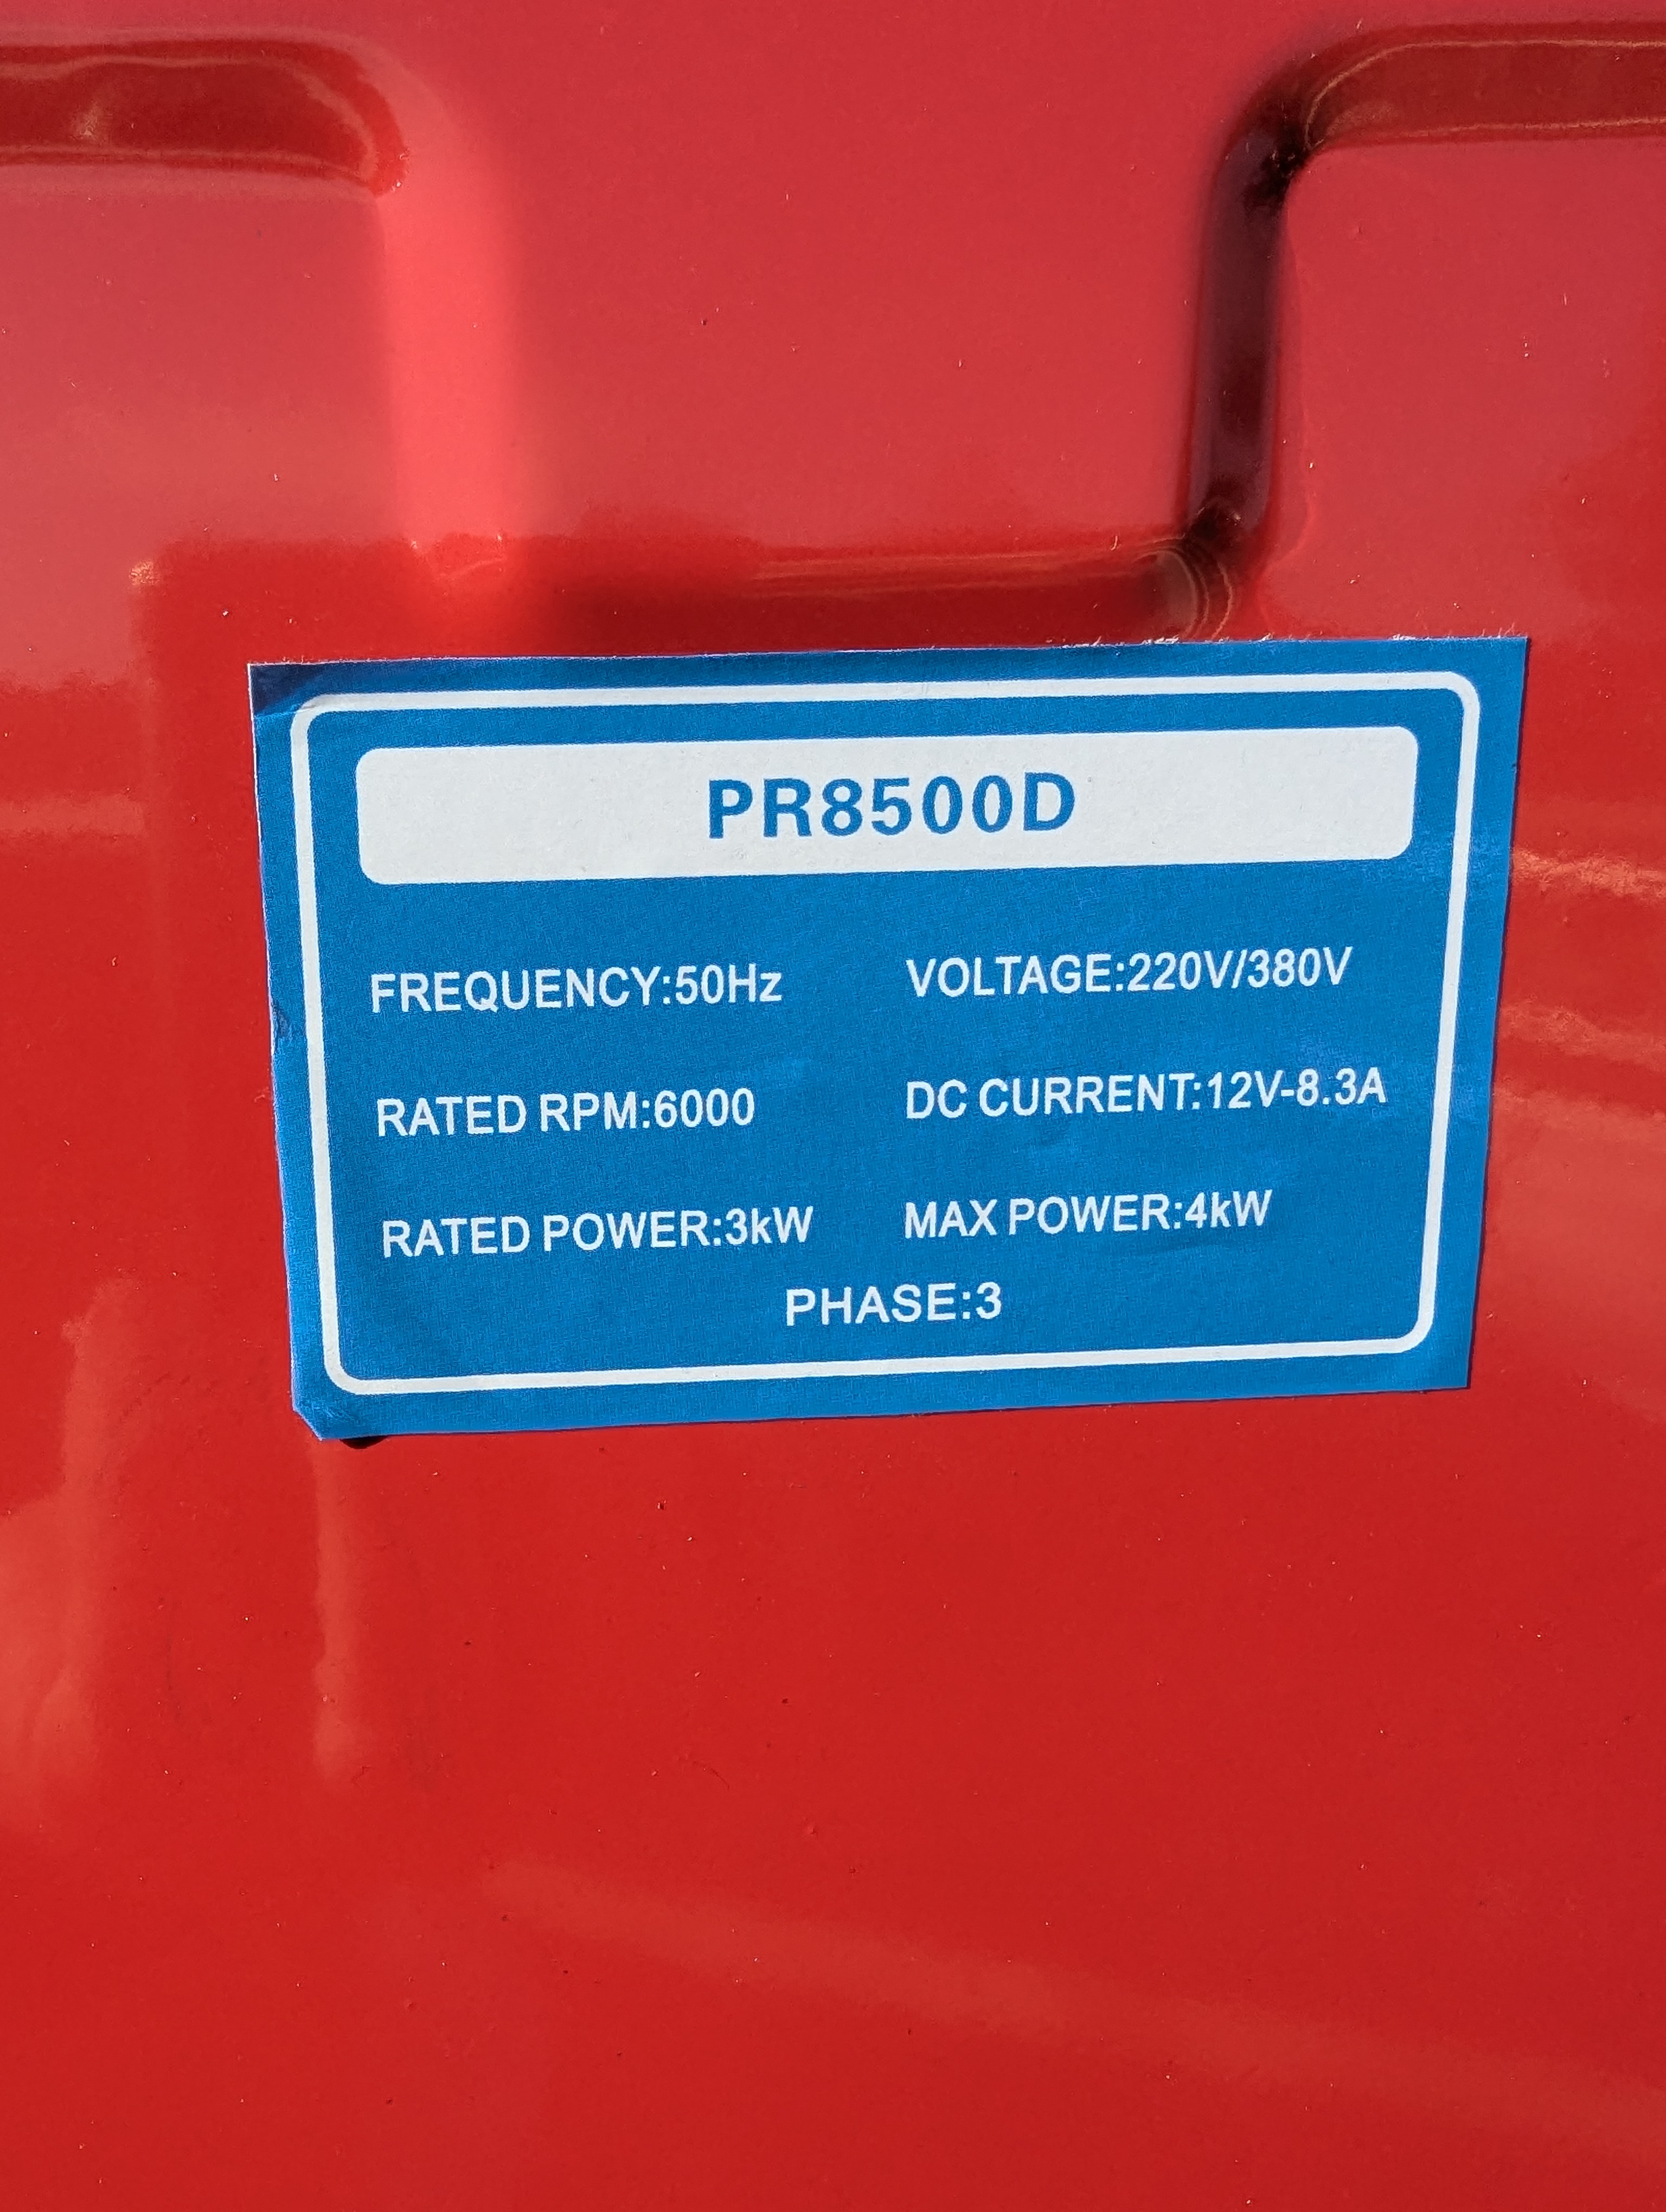 PR8500D
FREQUENCY:50Hz VOLTAGE:220V/380V
RATED RPM:6000 DC CURRENT:12V-8.3A
RATED POWER:3kW MAX POWER:4kW
PHASE:3